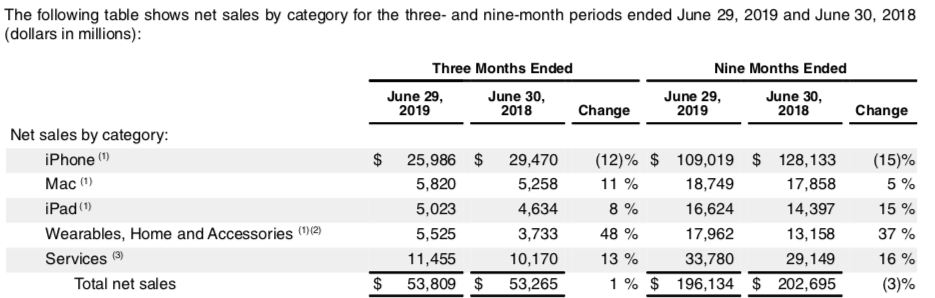 The following table shows net sales by category for the three- and nine-month periods ended June 29, 2019 and June 30, 2018
(dollars in millions):
Three Months Ended Nine Months Ended
June 29, 2019 June 30, 2018 Change June 29, 2019 June 30, 2018 Change
Net sales by category:
iPhone (1) $ 25,986 $ 29,470 (12)% $ 109,019 $ 128,133 (15)%
Mac (1) 5,820 5,258 11 % 18,749 17,858 5 %
iPad (1) 5,023 4,634 8 % 16,624 14,397 15 %
Wearables, Home and Accessories (1)(2) 5,525 3,733 48 % 17,962 13,158 37 %
Services (3) 11,455 10,170 13 % 33,780 29,149 16 %
Total net sales $ 53,809 $ 53,265 1 % $ 196,134 $ 202,695 (3)%